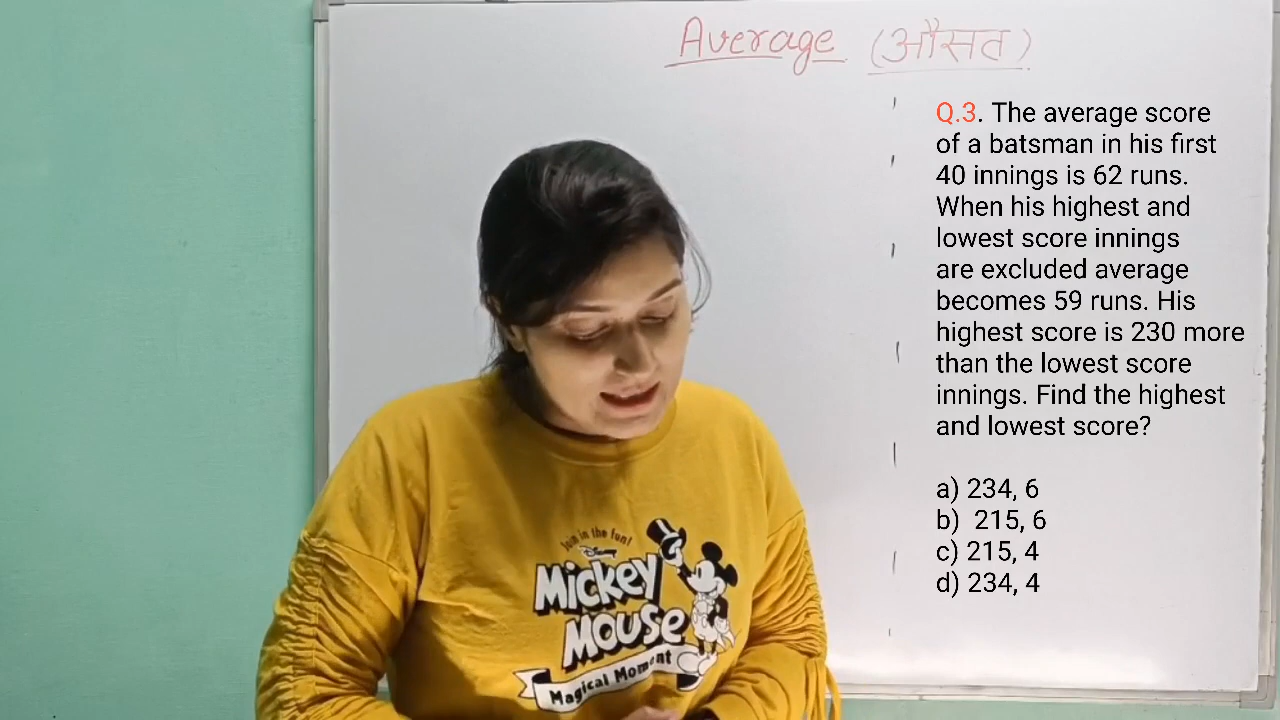 Average (औसत)
Q.3. The average score
of a batsman in his first
40 innings is 62 runs.
When his highest and
lowest score innings
are excluded average
becomes 59 runs. His
highest score is 230 more
than the lowest score
innings. Find the highest
and lowest score?
a) 234, 6
b) 215, 6
c) 215, 4
d) 234, 4
Join in the fun!
Disney
Mickey
Mouse
Magical Moment